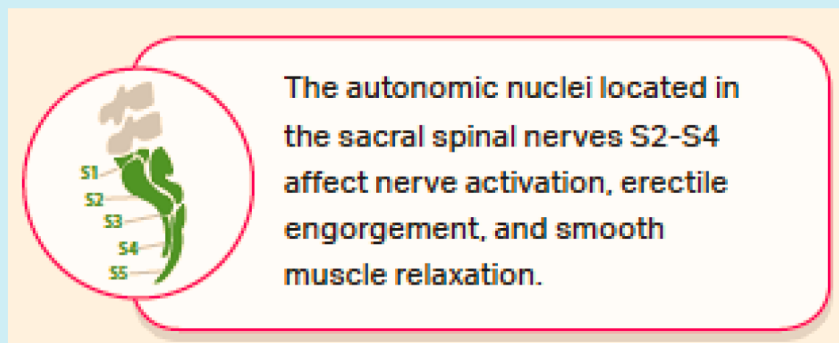 The autonomic nuclei located in
the sacral spinal nerves S2-S4
affect nerve activation, erectile
engorgement, and smooth
muscle relaxation.
S1
S2
S3
S4
S5